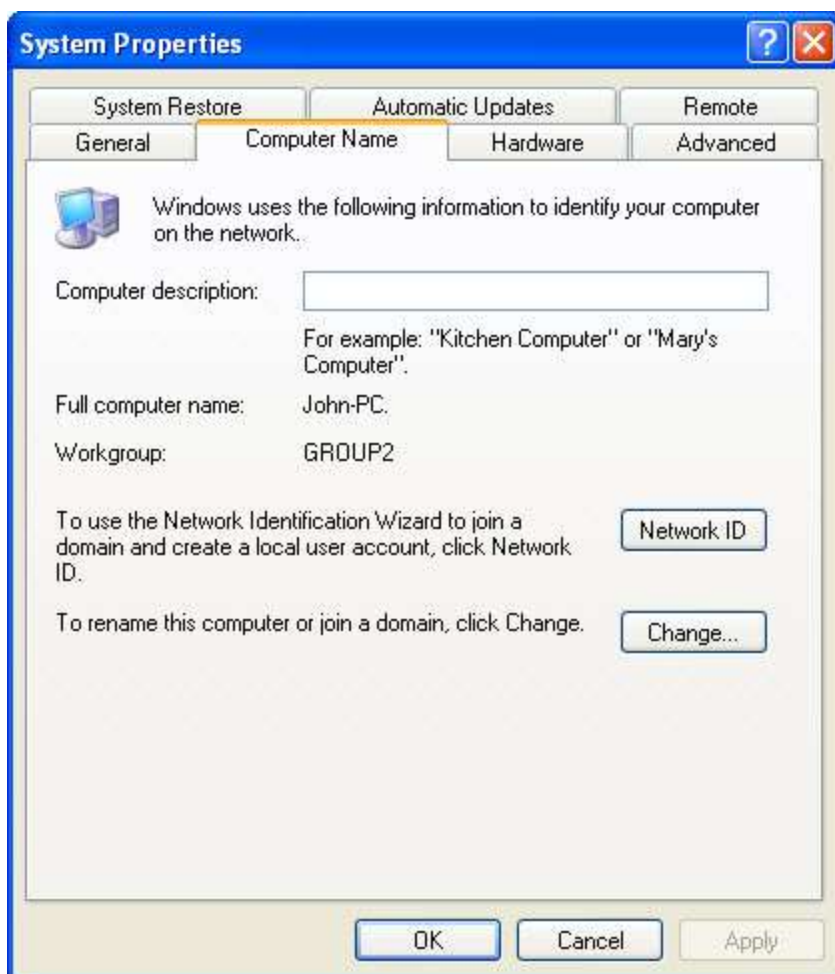 System Properties
System Restore
Automatic Updates
Remote
General
Computer Name
Hardware
Advanced
Windows uses the following information to identify your computer
on the network.
Computer description:
For example: "Kitchen Computer" or "Mary's
Computer".
Full computer name:
John-PC.
Workgroup:
GROUP2
To use the Network Identification Wizard to join a
domain and create a local user account, click Network
ID.
Network ID
To rename this computer or join a domain, click Change.
Change...
OK
Cancel
Apply